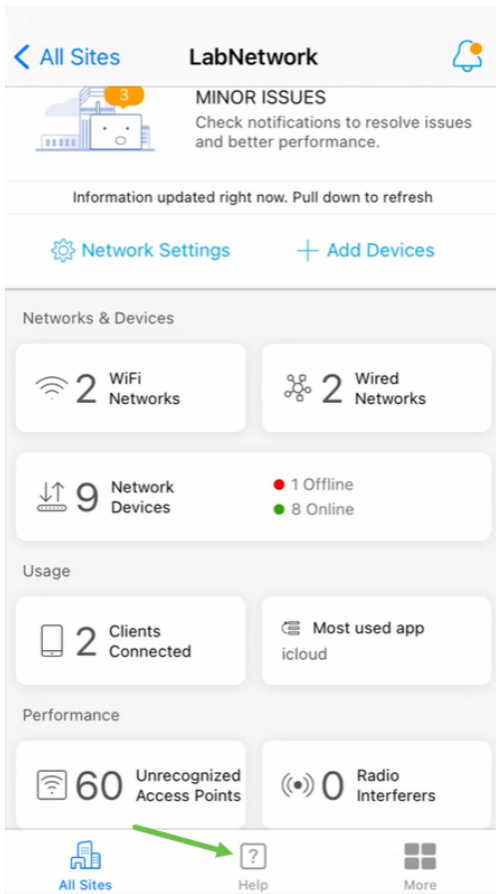 All Sites LabNetwork
3
MINOR ISSUES
Check notifications to resolve issues
and better performance.
Information updated right now. Pull down to refresh
Network Settings Add Devices
Networks & Devices
2 WiFi
Networks
2 Wired
Networks
9 Network
Devices
1 Offline
8 Online
Usage
2 Clients
Connected
Most used app
icloud
Performance
60 Unrecognized
Access Points
0 Radio
Interferers
?
All Sites Help More